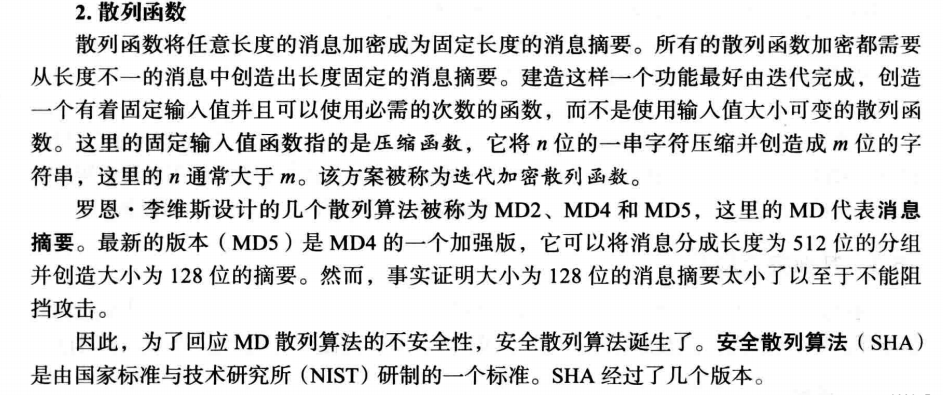 2. 散列函数
散列函数将任意长度的消息加密成为固定长度的消息摘要。所有的散列函数加密都需要
从长度不一的消息中创造出长度固定的消息摘要。建造这样一个功能最好由迭代完成，创造
一个有着固定输入值并且可以使用必需的次数的函数，而不是使用输入值大小可变的散列函
数。这里的固定输入值函数指的是压缩函数，它将 n 位的一串字符压缩并创造成 m 位的字
符串，这里的 n 通常大于 m。该方案被称为迭代加密散列函数。
罗恩·李维斯设计的几个散列算法被称为 MD2、MD4 和 MD5，这里的 MD 代表消息
摘要。最新的版本（MD5）是 MD4 的一个加强版，它可以将消息分成长度为 512 位的分组
并创造大小为 128 位的摘要。然而，事实证明大小为 128 位的消息摘要太小了以至于不能阻
挡攻击。
因此，为了回应 MD 散列算法的不安全性，安全散列算法诞生了。安全散列算法（SHA）
是由国家标准与技术研究所（NIST）研制的一个标准。SHA 经过了几个版本。